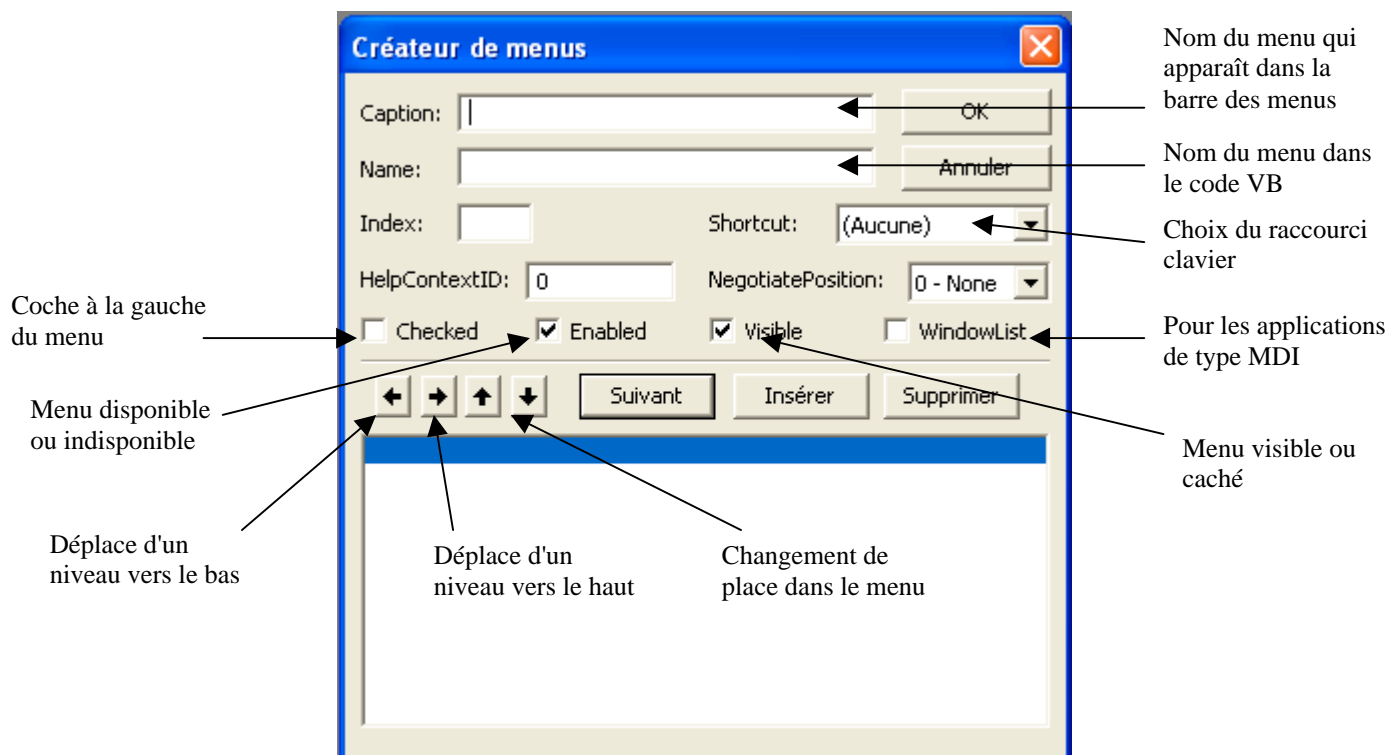 Créateur de menus
Nom du menu qui
apparaît dans la
barre des menus
Caption:
OK
Name:
Annuler
Nom du menu dans
le code VB
Index:
Shortcut:
(Aucune)
Choix du raccourci
clavier
HelpContextID:
0
NegotiatePosition:
0 - None
Coche à la gauche
du menu
Checked
Enabled
Visible
WindowList
Pour les applications
de type MDI
Menu disponible
ou indisponible
Suivant
Insérer
Supprimer
Menu visible ou
caché
Déplace d'un
niveau vers le bas
Déplace d'un
niveau vers le haut
Changement de
place dans le menu